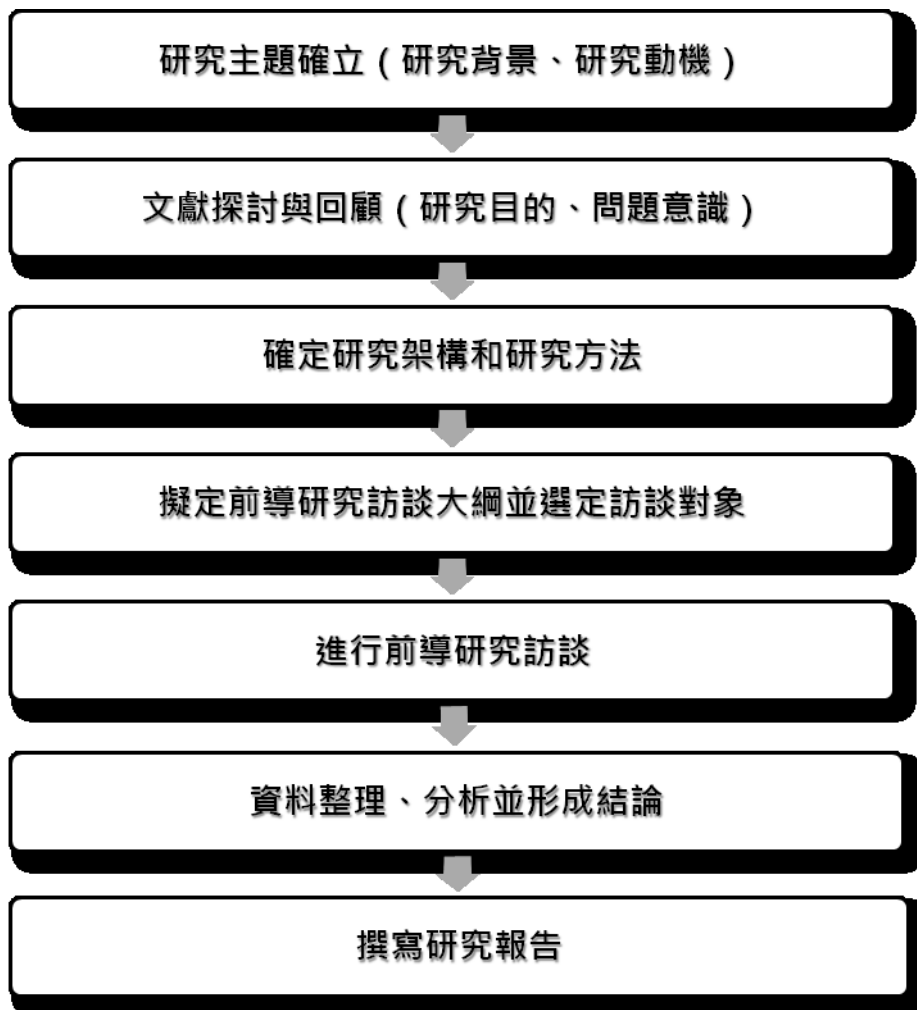 研究主題確立（研究背景、研究動機）
文獻探討與回顧（研究目的、問題意識）
確定研究架構和研究方法
擬定前導研究訪談大綱並選定訪談對象
進行前導研究訪談
資料整理、分析並形成結論
撰寫研究報告